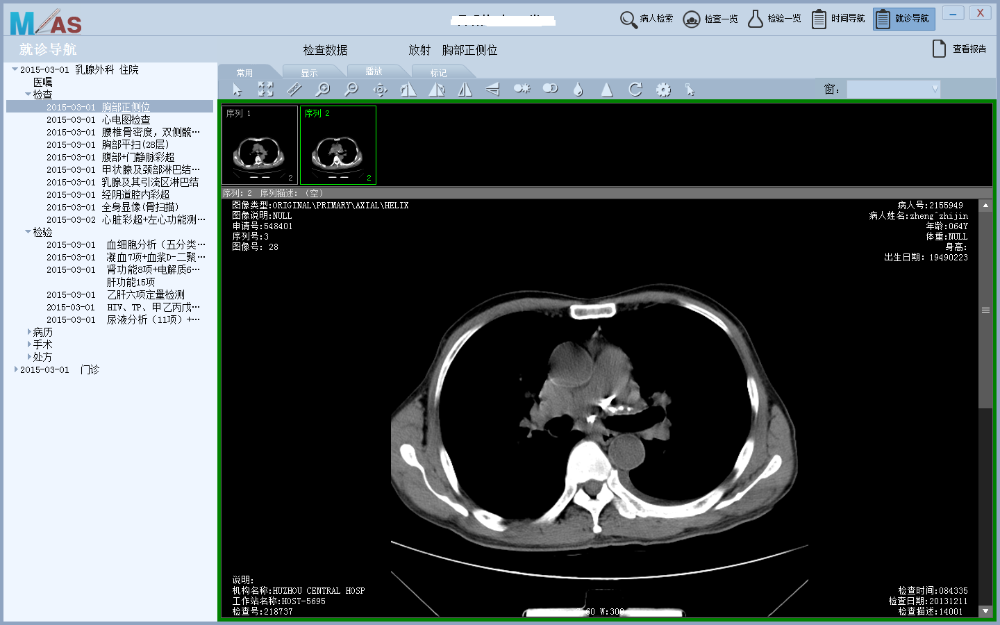 MAS
病人检索
检查一览
检验一览
时间导航
就诊导航
就诊导航
检查数据
放射 胸部正侧位
查看报告
2015-03-01 乳腺外科 住院
医嘱
检查
2015-03-01 胸部正侧位
2015-03-01 心电图检查
2015-03-01 腰椎骨密度，双侧髋…
2015-03-01 胸部平扫(28层)
2015-03-01 腹部+门静脉彩超
2015-03-01 甲状腺及颈部淋巴结…
2015-03-01 乳腺及其引流区淋巴结
2015-03-01 经阴道腔内彩超
2015-03-01 全身显像(骨扫描)
2015-03-02 心脏彩超+左心功能测…
检验
2015-03-01 血细胞分析（五分类…
2015-03-01 凝血7项+血浆D-二聚…
2015-03-01 肾功能8项+电解质6…
肝功能15项
2015-03-01 乙肝六项定量检测
2015-03-01 HIV、TP、甲乙丙戊…
2015-03-01 尿液分析（11项）+…
病历
手术
处方
2015-03-01 门诊
常用
显示
播放
标记
窗：
序列 1
2
序列 2
2
序列: 2 序列描述: （空）
图像类型:ORIGINAL\PRIMARY\AXIAL\HELIX
图像说明:NULL
申请号:548401
序列号:3
图像号: 28
病人号:2155949
病人姓名:zheng^zhijin
年龄:064Y
体重:NULL
身高:
出生日期: 19490223
说明:
机构名称:HUZHOU CENTRAL HOSP
工作站名称:HOST-5695
检查号:218737
60 W:300
检查时间:084335
检查日期:20131211
检查描述:14001